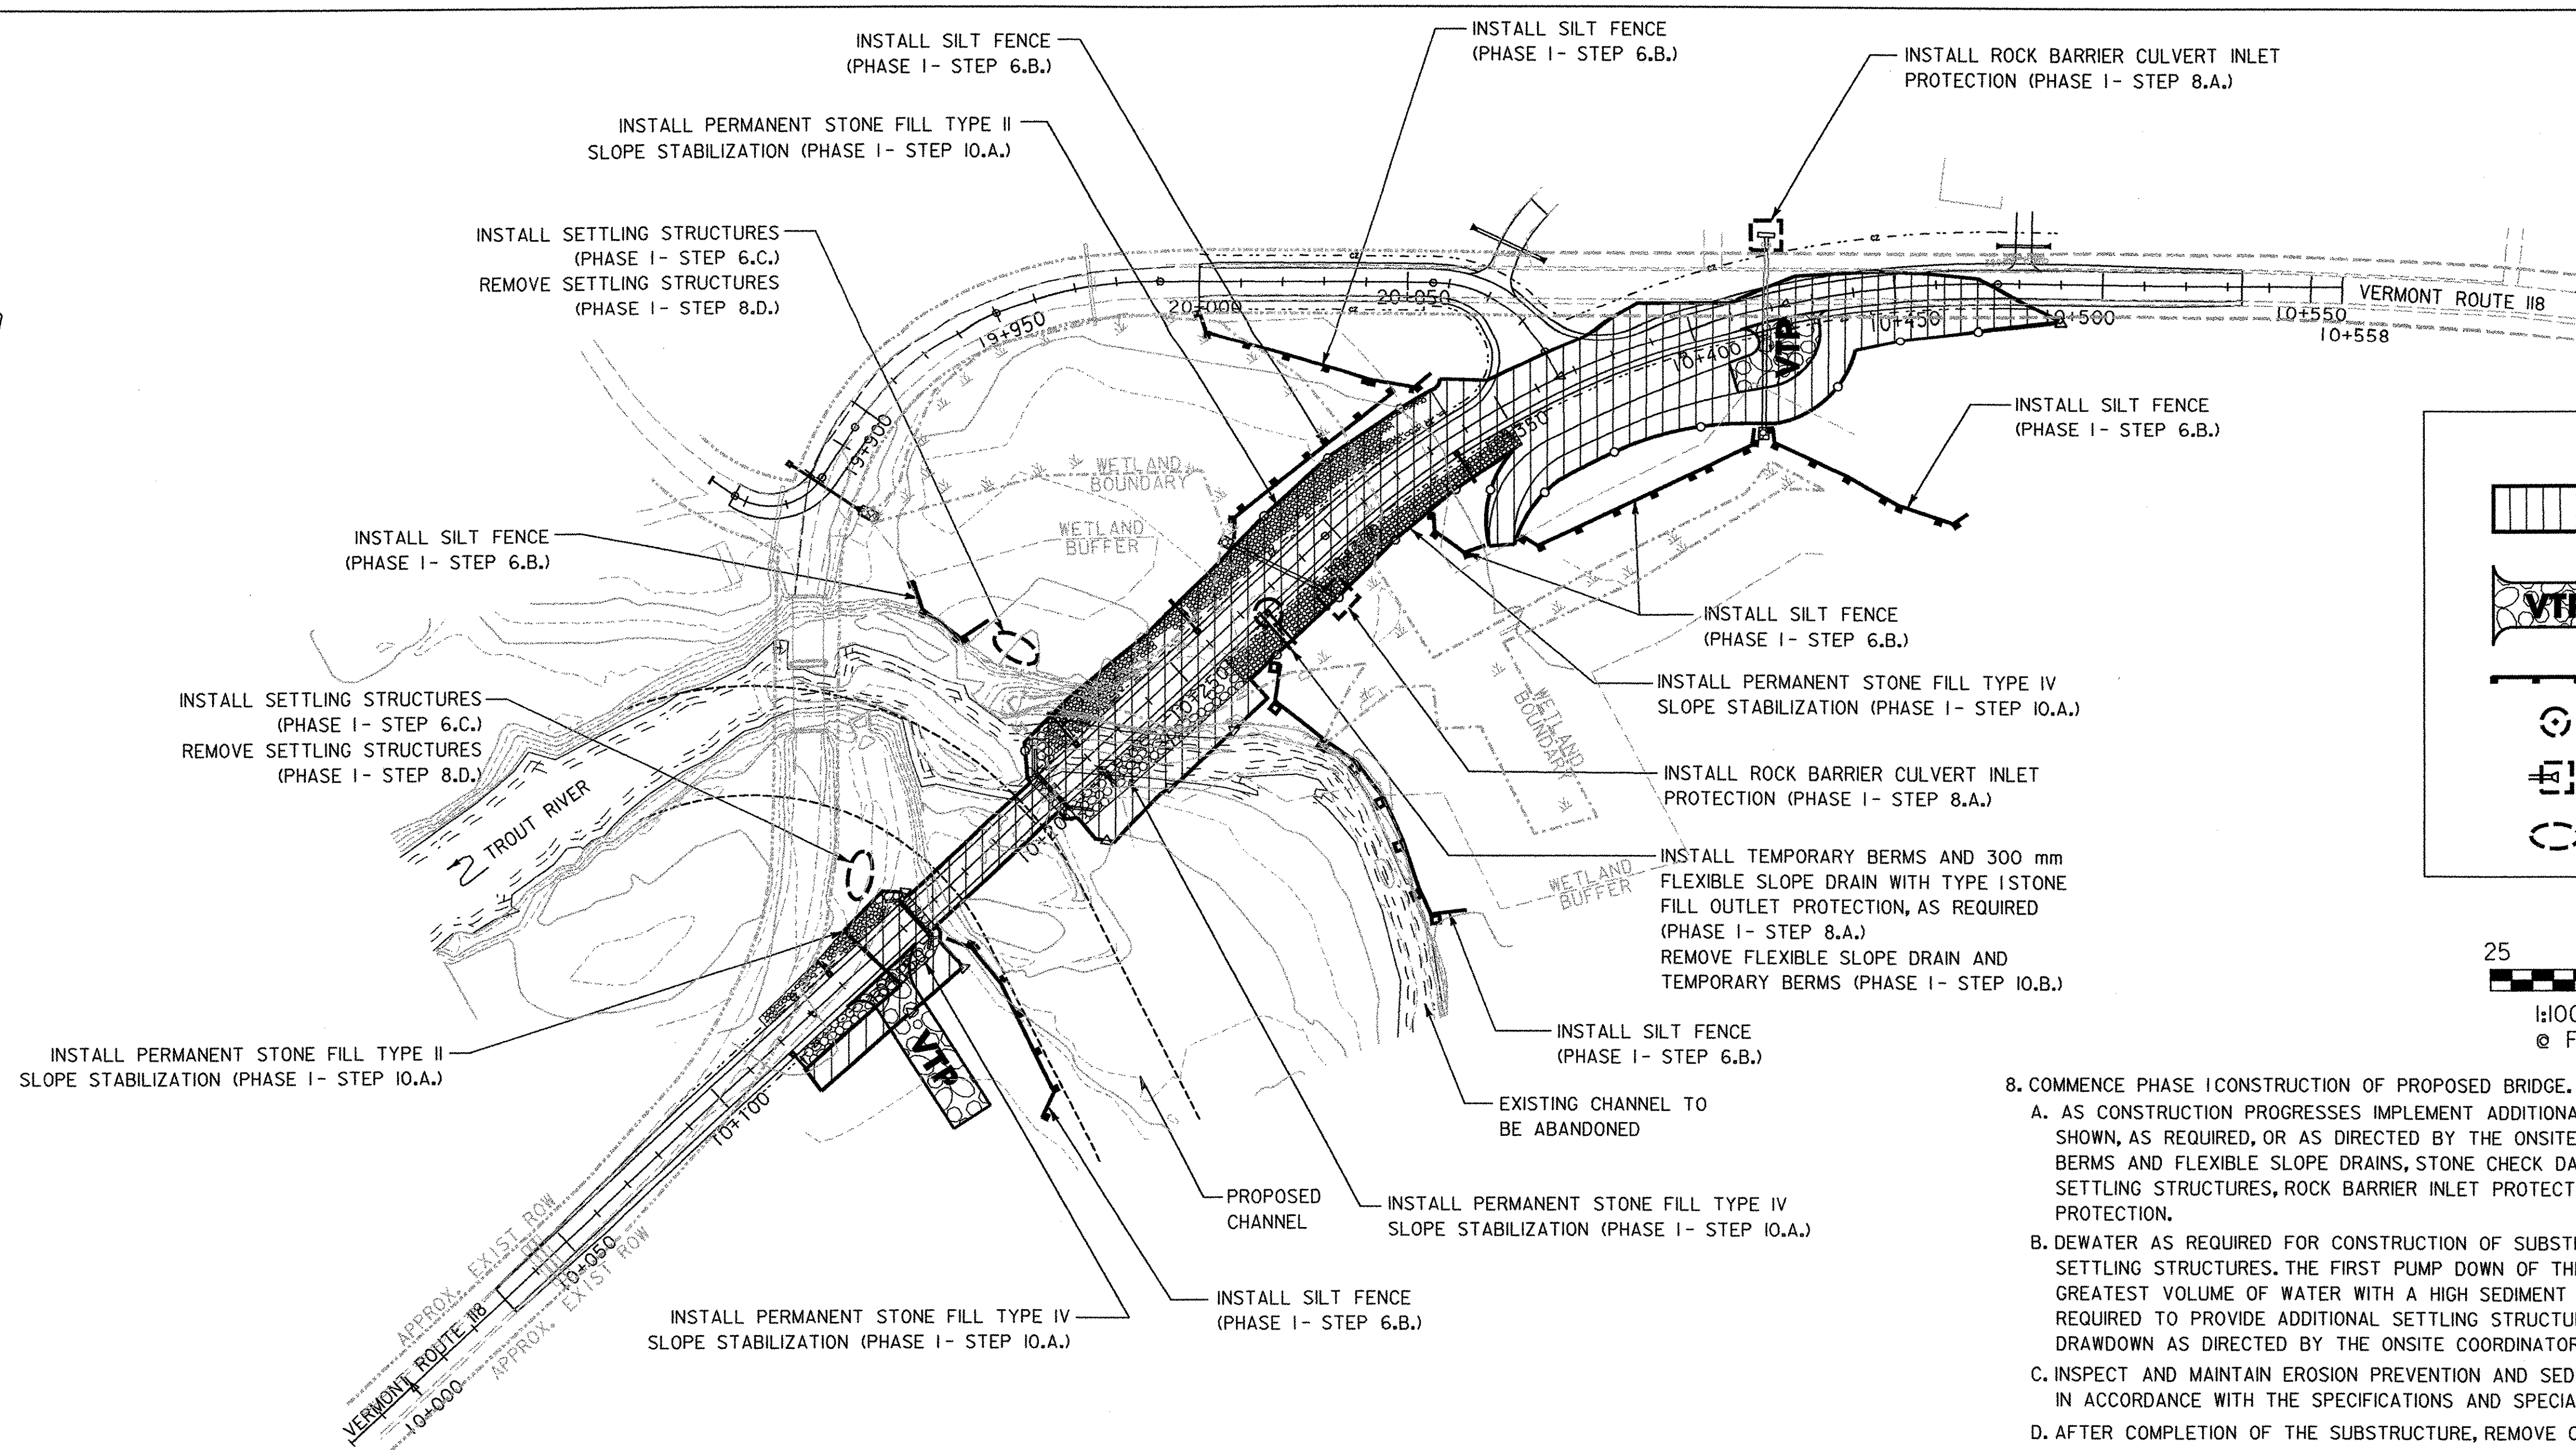 INSTALL SILT FENCE
(PHASE I- STEP 6.B.)
INSTALL SILT FENCE
(PHASE I- STEP 6.B.)
INSTALL ROCK BARRIER CULVERT INLET
PROTECTION (PHASE I- STEP 8.A.)
INSTALL PERMANENT STONE FILL TYPE II
SLOPE STABILIZATION (PHASE I- STEP 10.A.)
INSTALL SETTLING STRUCTURES
(PHASE I- STEP 6.C.)
REMOVE SETTLING STRUCTURES
(PHASE I- STEP 8.D.)
19+900
19+950
20+000
20+050
10+400
10+450
10+500
10+550
10+558
VERMONT ROUTE 118
VTP
INSTALL SILT FENCE
(PHASE I- STEP 6.B.)
WETLAND
BOUNDARY
WETLAND
BUFFER
INSTALL SILT FENCE
(PHASE I- STEP 6.B.)
INSTALL SILT FENCE
(PHASE I- STEP 6.B.)
INSTALL SETTLING STRUCTURES
(PHASE I- STEP 6.C.)
REMOVE SETTLING STRUCTURES
(PHASE I- STEP 8.D.)
TROUT RIVER
INSTALL PERMANENT STONE FILL TYPE IV
SLOPE STABILIZATION (PHASE I- STEP 10.A.)
WETLAND
BOUNDARY
INSTALL ROCK BARRIER CULVERT INLET
PROTECTION (PHASE I- STEP 8.A.)
INSTALL TEMPORARY BERMS AND 300 mm
FLEXIBLE SLOPE DRAIN WITH TYPE I STONE
FILL OUTLET PROTECTION, AS REQUIRED
(PHASE I- STEP 8.A.)
REMOVE FLEXIBLE SLOPE DRAIN AND
TEMPORARY BERMS (PHASE I- STEP 10.B.)
WETLAND
BUFFER
INSTALL SILT FENCE
(PHASE I- STEP 6.B.)
INSTALL PERMANENT STONE FILL TYPE II
SLOPE STABILIZATION (PHASE I- STEP 10.A.)
VTP
EXISTING CHANNEL TO
BE ABANDONED
PROPOSED
CHANNEL
INSTALL PERMANENT STONE FILL TYPE IV
SLOPE STABILIZATION (PHASE I- STEP 10.A.)
INSTALL PERMANENT STONE FILL TYPE IV
SLOPE STABILIZATION (PHASE I- STEP 10.A.)
INSTALL SILT FENCE
(PHASE I- STEP 6.B.)
10+100
10+050
10+000
APPROX. EXIST ROW
APPROX. EXIST ROW
VERMONT ROUTE 118
25
@
8. COMMENCE PHASE I CONSTRUCTION OF PROPOSED BRIDGE.
A. AS CONSTRUCTION PROGRESSES IMPLEMENT
SHOWN, AS REQUIRED, OR AS DIRECTED BY THE ONSITE
BERMS AND FLEXIBLE SLOPE DRAINS, STONE CHECK
SETTLING STRUCTURES, ROCK BARRIER INLET
PROTECTION.
B. DEWATER AS REQUIRED FOR CONSTRUCTION OF
SETTLING STRUCTURES. THE FIRST PUMP DOWN OF
GREATEST VOLUME OF WATER WITH A HIGH SEDIMENT
REQUIRED TO PROVIDE ADDITIONAL SETTLING
DRAWDOWN AS DIRECTED BY THE ONSITE COORDINATOR
C. INSPECT AND MAINTAIN EROSION PREVENTION AND
IN ACCORDANCE WITH THE SPECIFICATIONS AND
D. AFTER COMPLETION OF THE SUBSTRUCTURE, REMOVE